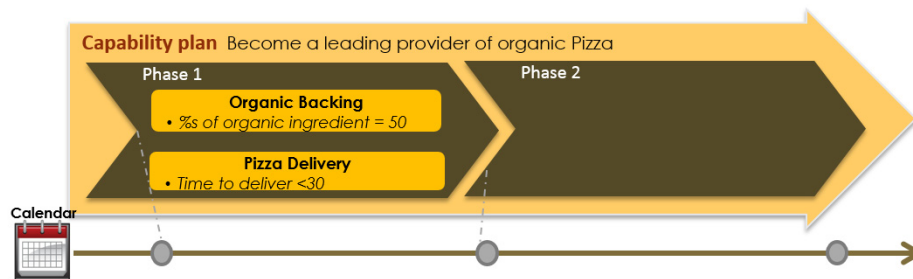 Capability plan Become a leading provider of organic Pizza
Phase 1
Phase 2
Organic Backing
• %s of organic ingredient = 50
Pizza Delivery
• Time to deliver <30
Calendar